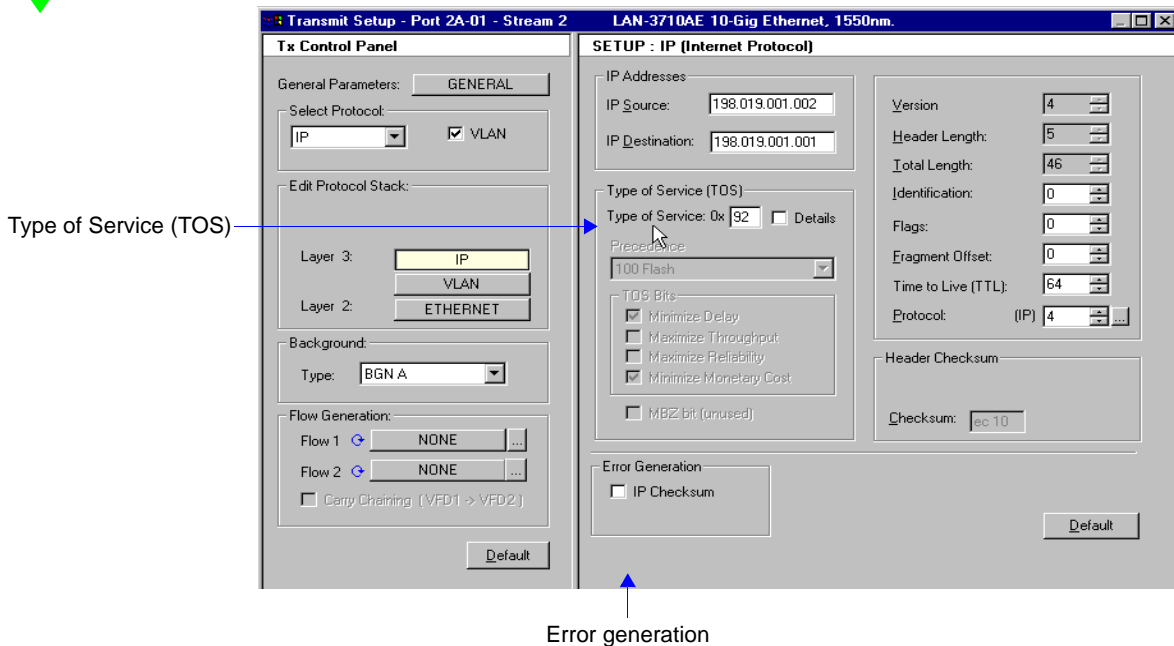 Transmit Setup - Port 2A-01 - Stream 2 LAN-3710AE 10-Gig Ethernet, 1550nm.
Tx Control Panel
General Parameters: GENERAL
Select Protocol:
IP VLAN
Edit Protocol Stack:
Layer 3: IP
VLAN
Layer 2: ETHERNET
Background:
Type: BGN A
Flow Generation:
Flow 1 NONE ...
Flow 2 NONE ...
Carry Chaining (VFD1 -> VFD2)
Default
SETUP : IP (Internet Protocol)
IP Addresses
IP Source: 198.019.001.002
IP Destination: 198.019.001.001
Type of Service (TOS)
Type of Service: 0x 92 Details
Precedence
100 Flash
TOS Bits
Minimize Delay
Maximize Throughput
Maximize Reliability
Minimize Monetary Cost
MBZ bit (unused)
Version 4
Header Length: 5
Total Length: 46
Identification: 0
Flags: 0
Fragment Offset: 0
Time to Live (TTL): 64
Protocol: (IP) 4 ...
Header Checksum
Checksum: ec 10
Error Generation
IP Checksum
Default
Type of Service (TOS)
Error generation